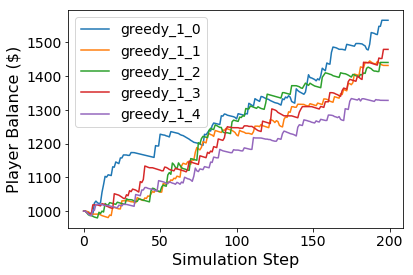 Player Balance ($)
1500
1400
1300
1200
1100
1000
greedy_1_0
greedy_1_1
greedy_1_2
greedy_1_3
greedy_1_4
0
50
100
150
200
Simulation Step